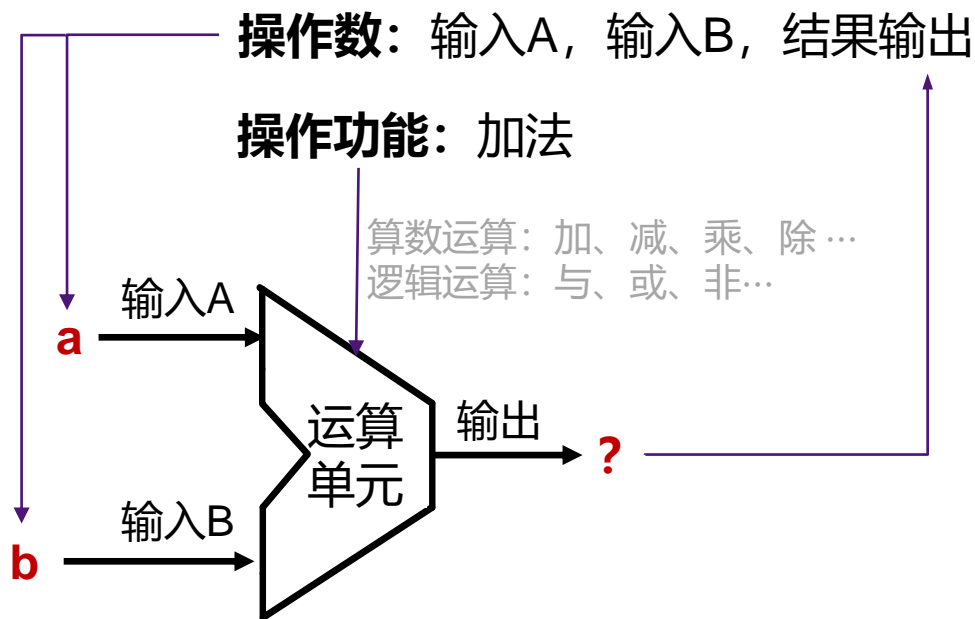 操作数：输入A，输入B，结果输出
操作功能：加法
算数运算：加、减、乘、除…
逻辑运算：与、或、非…
输入A
a
运算
单元
输出
?
输入B
b